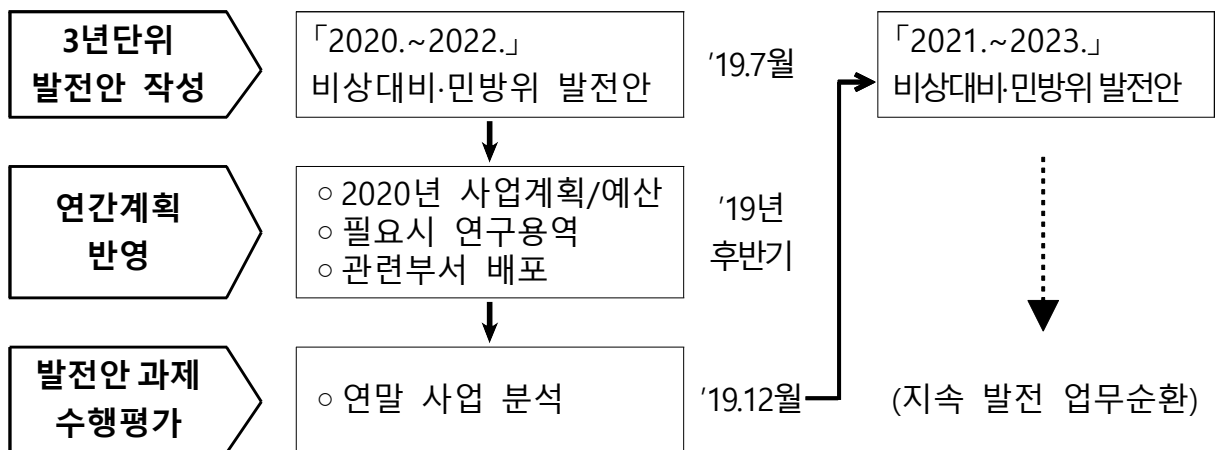 3년단위
발전안 작성
「2020.~2022.」
비상대비·민방위 발전안
'19.7월
「2021.~2023.」
비상대비·민방위 발전안
연간계획
반영
○ 2020년 사업계획/예산
○ 필요시 연구용역
○ 관련부서 배포
'19년
후반기
발전안 과제
수행평가
○ 연말 사업 분석
'19.12월
(지속 발전 업무순환)